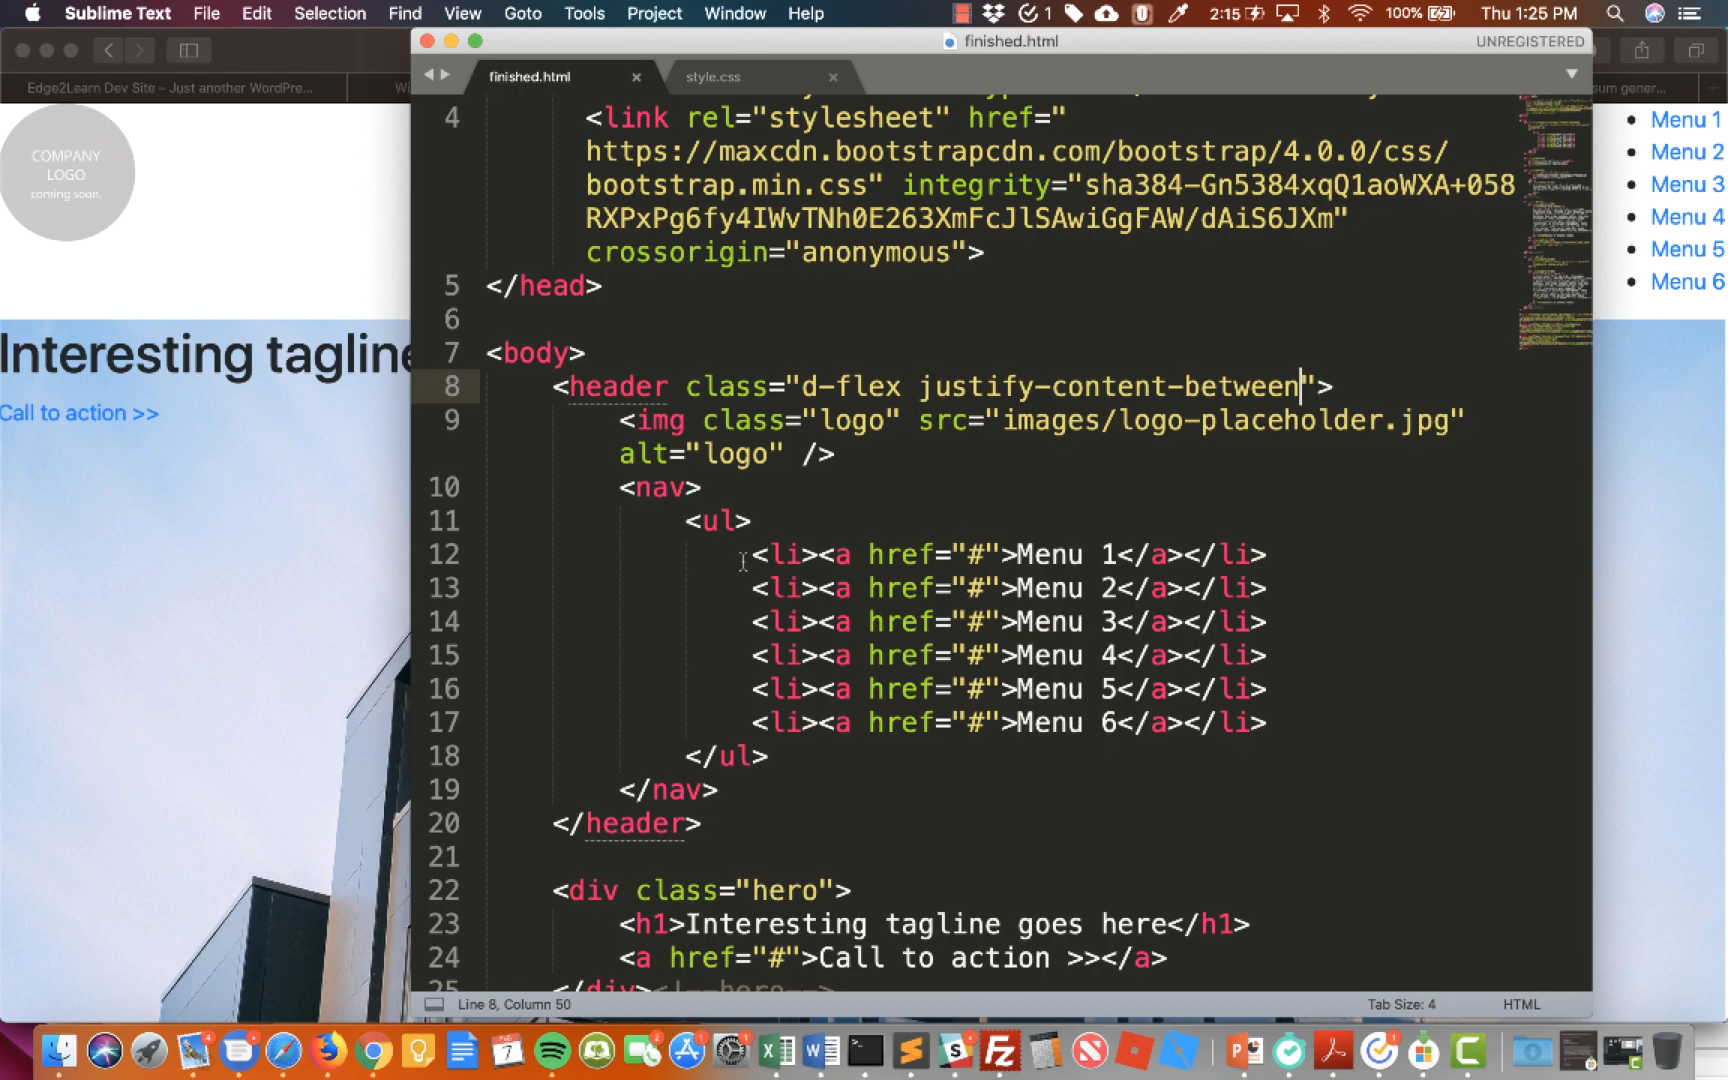 Sublime Text File Edit Selection Find View Goto Tools Project Window Help 1 2:15 100% Thu 1:25 PM
finished.html UNREGISTERED
finished.html style.css
Edge2Learn Dev Site – Just another WordPre...
COMPANY
LOGO
coming soon.
Interesting tagline
Call to action >>
4 <link rel="stylesheet" href="
https://maxcdn.bootstrapcdn.com/bootstrap/4.0.0/css/
bootstrap.min.css" integrity="sha384-Gn5384xqQ1aoWXA+058
RXPxPg6fy4IWvTNh0E263XmFcJlSAwiGgFAW/dAiS6JXm"
crossorigin="anonymous">
5 </head>
6
7 <body>
8 <header class="d-flex justify-content-between">
9 <img class="logo" src="images/logo-placeholder.jpg"
alt="logo" />
10 <nav>
11 <ul>
12 <li><a href="#">Menu 1</a></li>
13 <li><a href="#">Menu 2</a></li>
14 <li><a href="#">Menu 3</a></li>
15 <li><a href="#">Menu 4</a></li>
16 <li><a href="#">Menu 5</a></li>
17 <li><a href="#">Menu 6</a></li>
18 </ul>
19 </nav>
20 </header>
21
22 <div class="hero">
23 <h1>Interesting tagline goes here</h1>
24 <a href="#">Call to action >></a>
25 </div><!--hero-->
Line 8, Column 50 Tab Size: 4 HTML
sum gener...
• Menu 1
• Menu 2
• Menu 3
• Menu 4
• Menu 5
• Menu 6